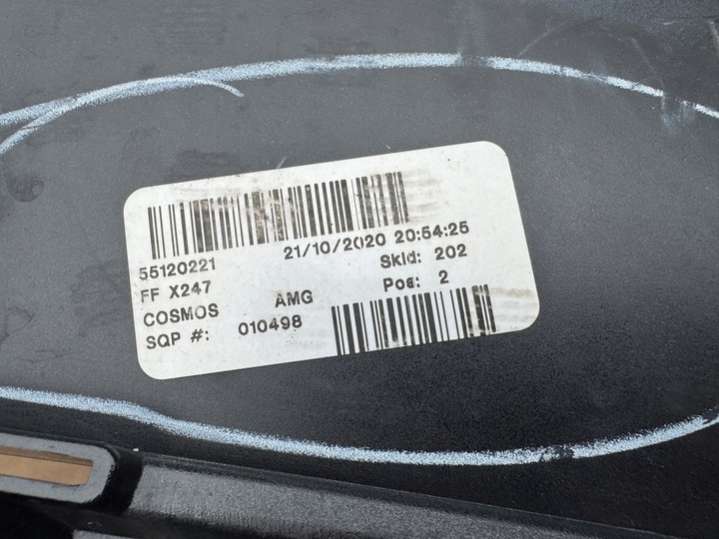 55120221 21/10/2020 20:54:25
FF X247 Skid: 202
COSMOS AMG Pos: 2
SQP #: 010498